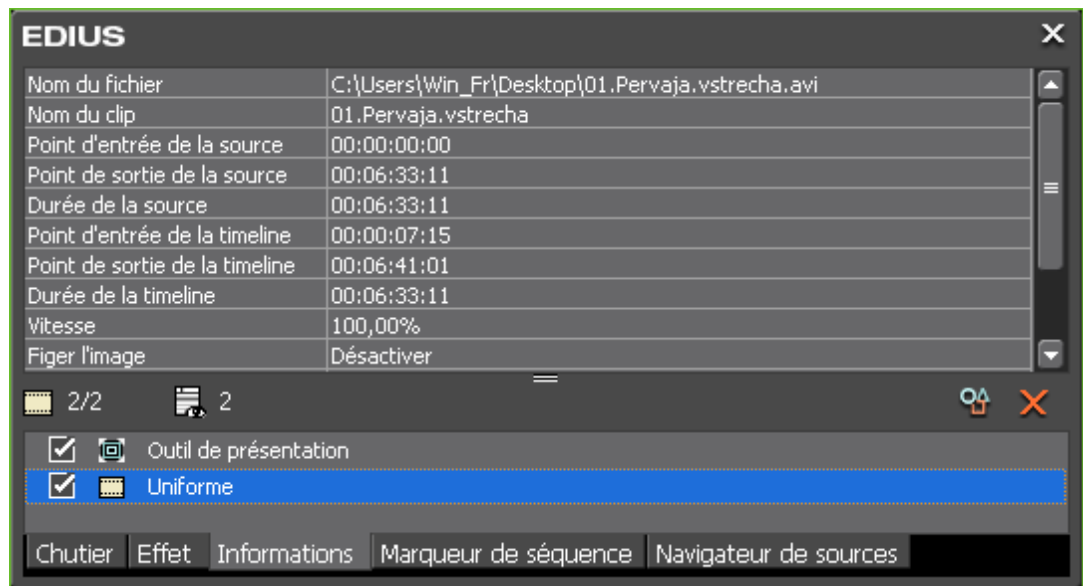 EDIUS
Nom du fichier C:\Users\Win_Fr\Desktop\01.Pervaja.vstrecha.avi
Nom du clip 01.Pervaja.vstrecha
Point d'entrée de la source 00:00:00:00
Point de sortie de la source 00:06:33:11
Durée de la source 00:06:33:11
Point d'entrée de la timeline 00:00:07:15
Point de sortie de la timeline 00:06:41:01
Durée de la timeline 00:06:33:11
Vitesse 100,00%
Figer l'image Désactiver
2/2 2
Outil de présentation
Uniforme
Chutier Effet Informations Marqueur de séquence Navigateur de sources